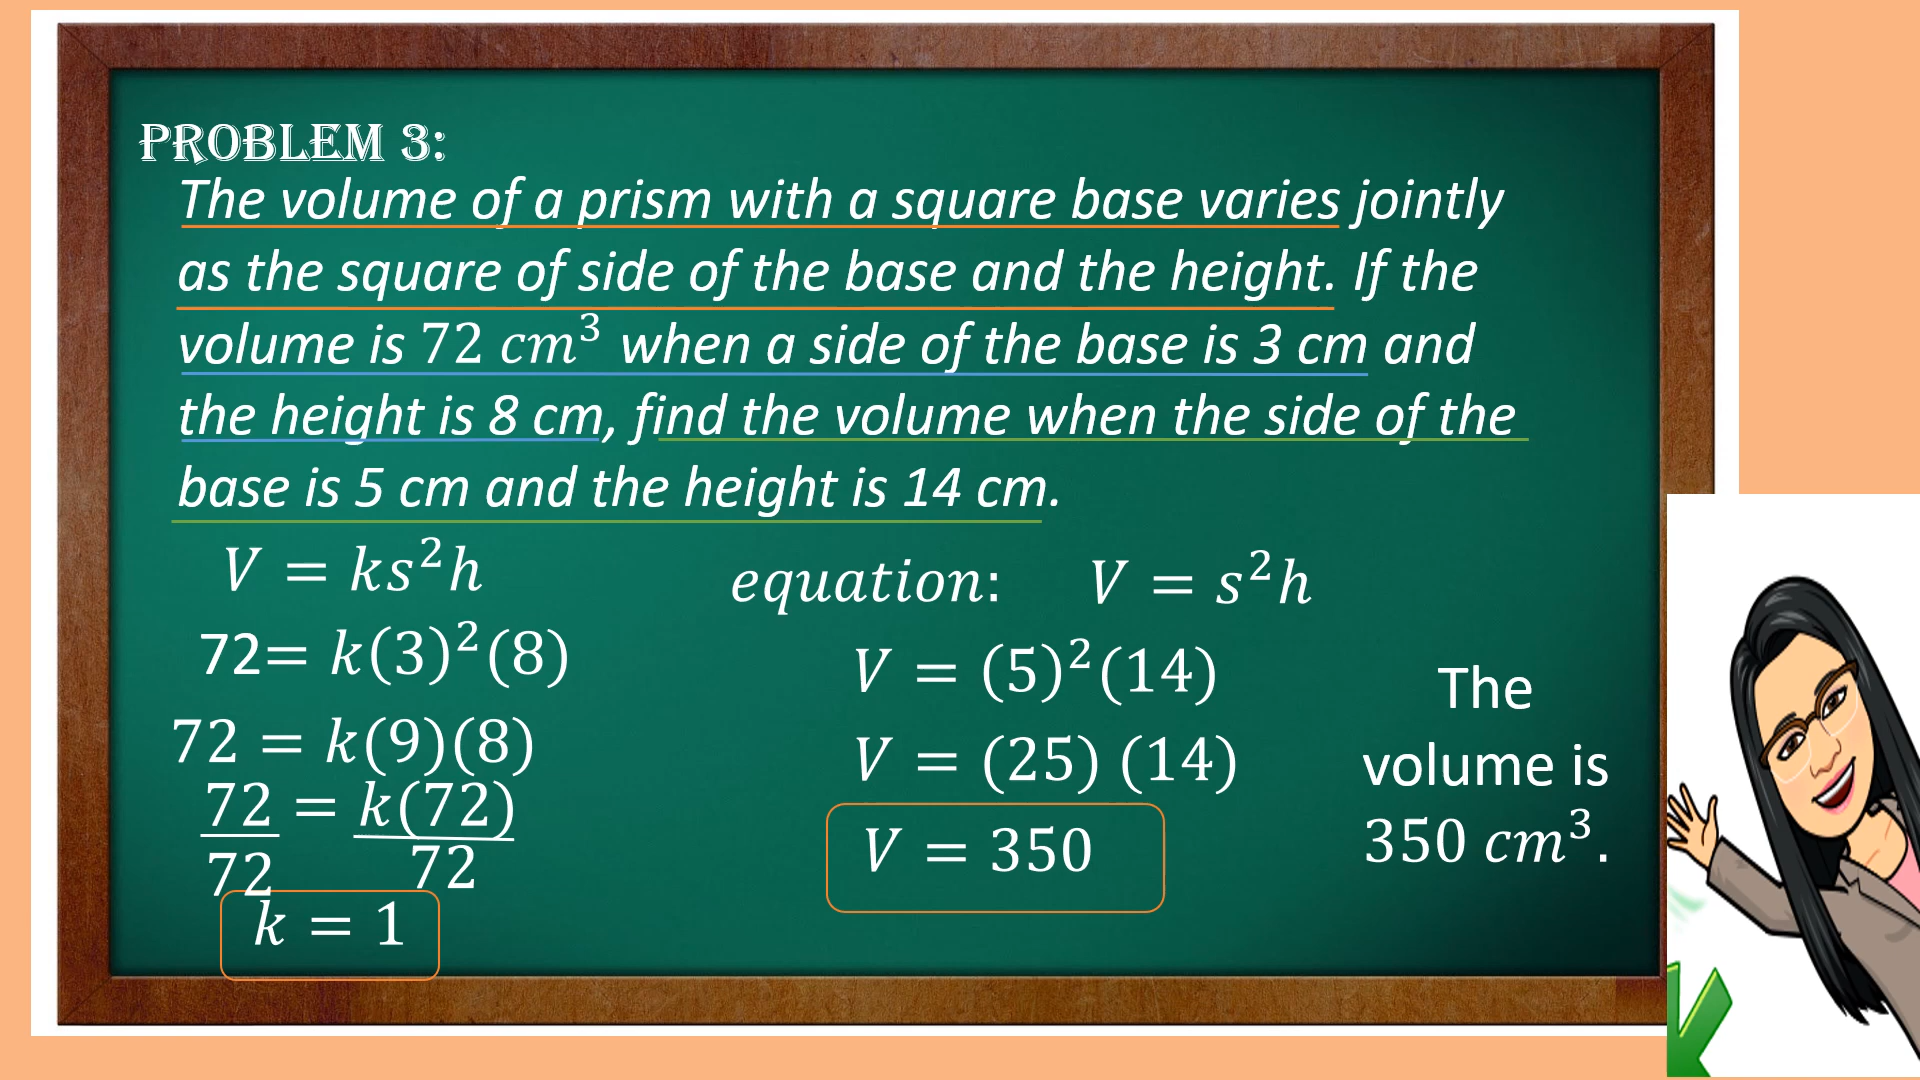 PROBLEM 3:
The volume of a prism with a square base varies jointly
as the square of side of the base and the height. If the
volume is 72 cm³ when a side of the base is 3 cm and
the height is 8 cm, find the volume when the side of the
base is 5 cm and the height is 14 cm.
V = ks²h
72= k(3)²(8)
72 = k(9)(8)
72 = k(72)
72 72
k = 1
equation: V = s²h
V = (5)²(14)
V = (25) (14)
V = 350
The
volume is
350 cm³.